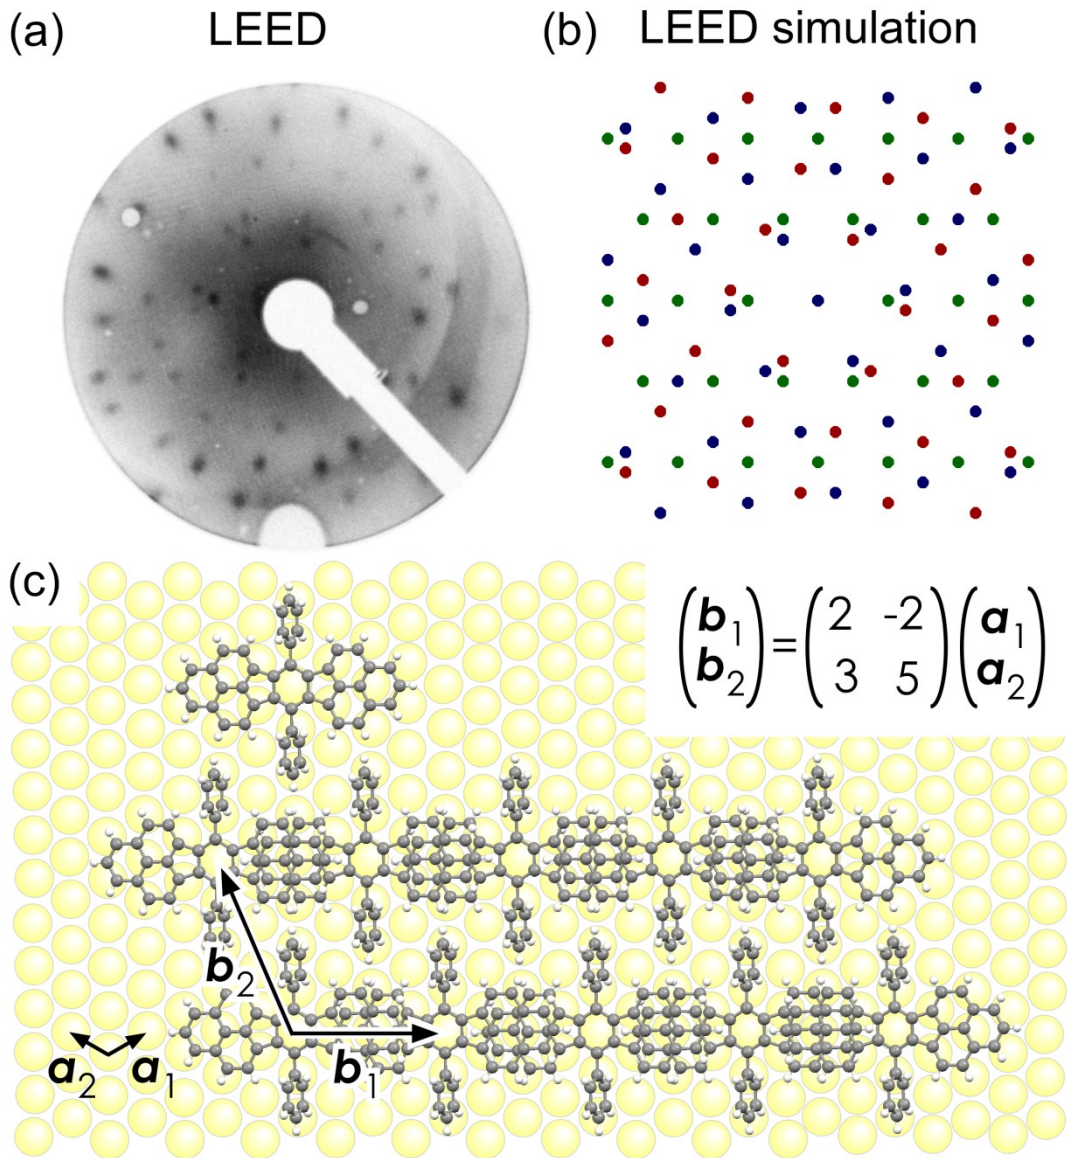 (a) LEED
(b) LEED simulation
(c)
(b1 b2) = (2 -2 3 5) (a1 a2)
b2
b1
a2 a1